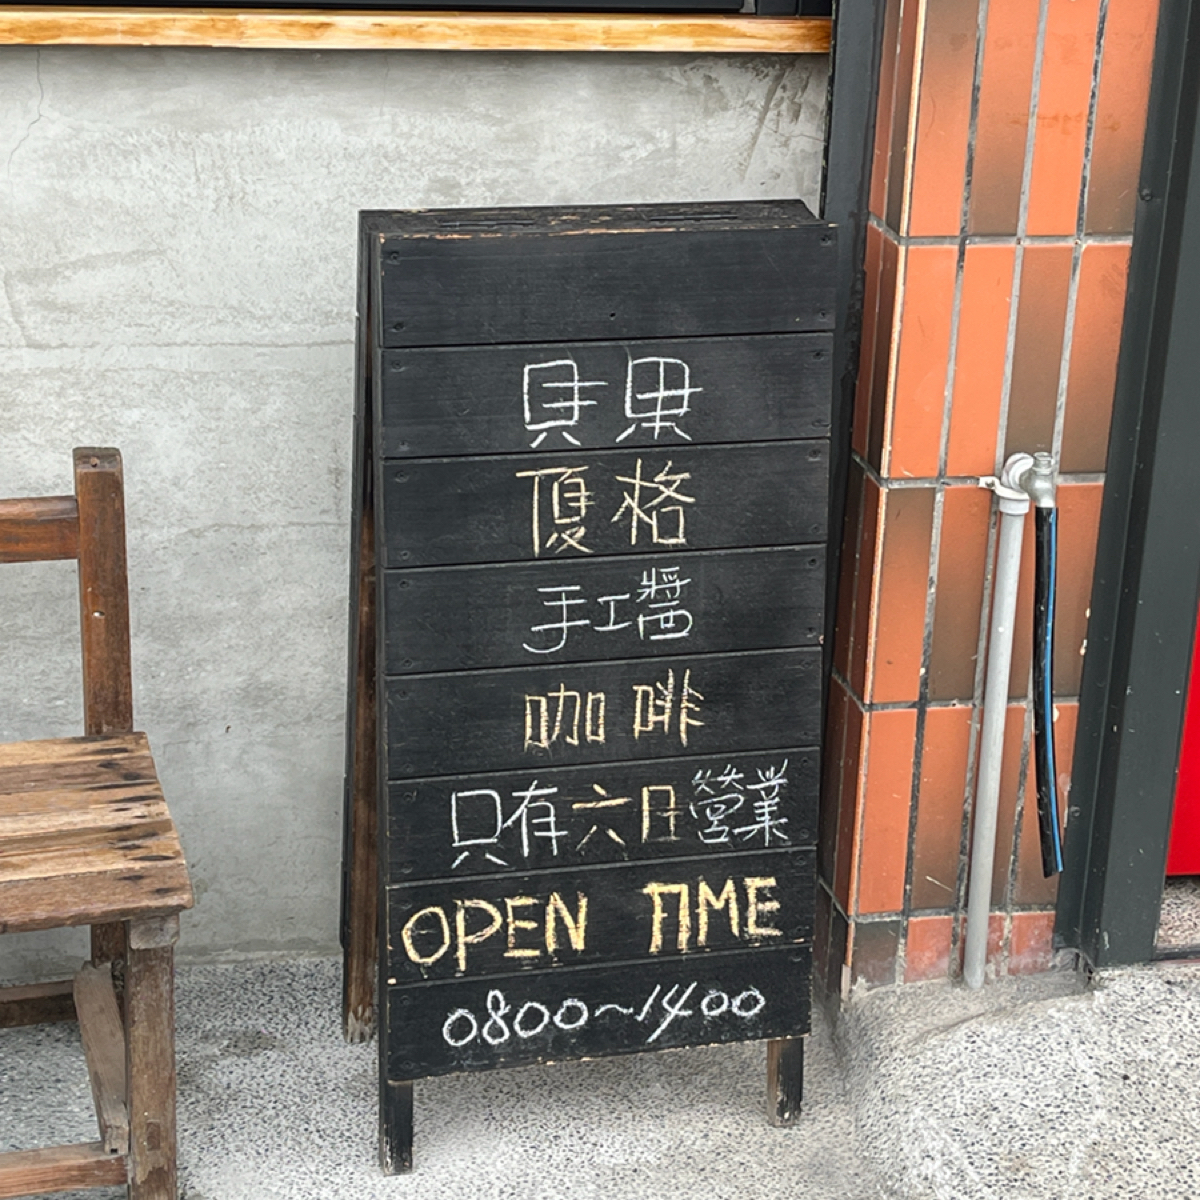 貝果
優格
手工醬
咖啡
只有六日營業
OPEN TIME
0800~1400